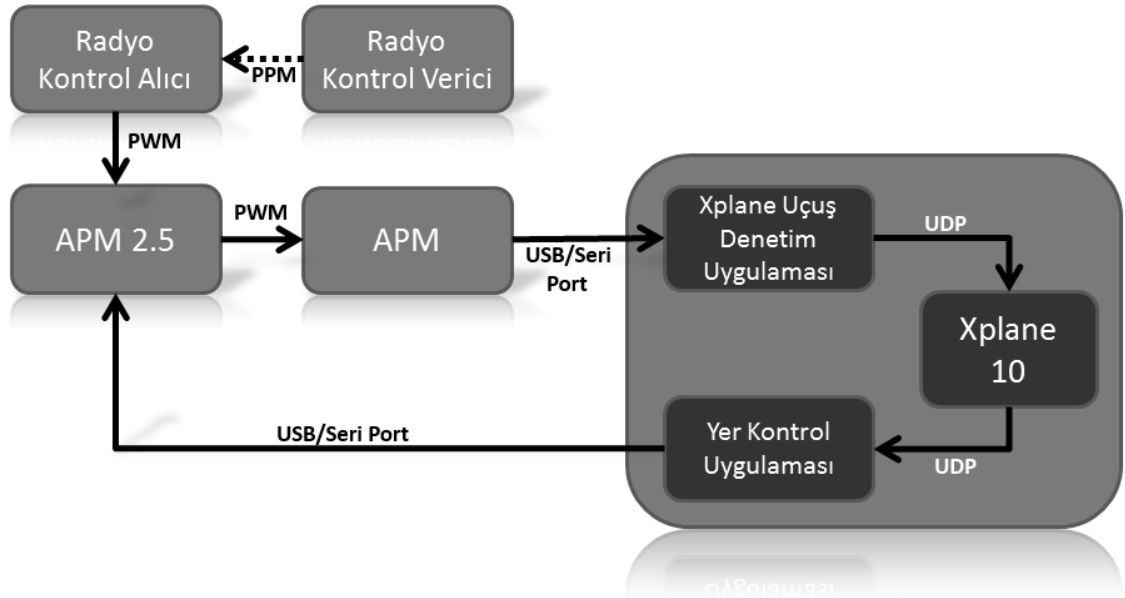 Radyo
Kontrol Alıcı
PPM
Radyo
Kontrol Verici
PWM
APM 2.5
PWM
APM
USB/Seri
Port
Xplane Uçuş
Denetim
Uygulaması
UDP
Xplane
10
UDP
Yer Kontrol
Uygulaması
USB/Seri Port